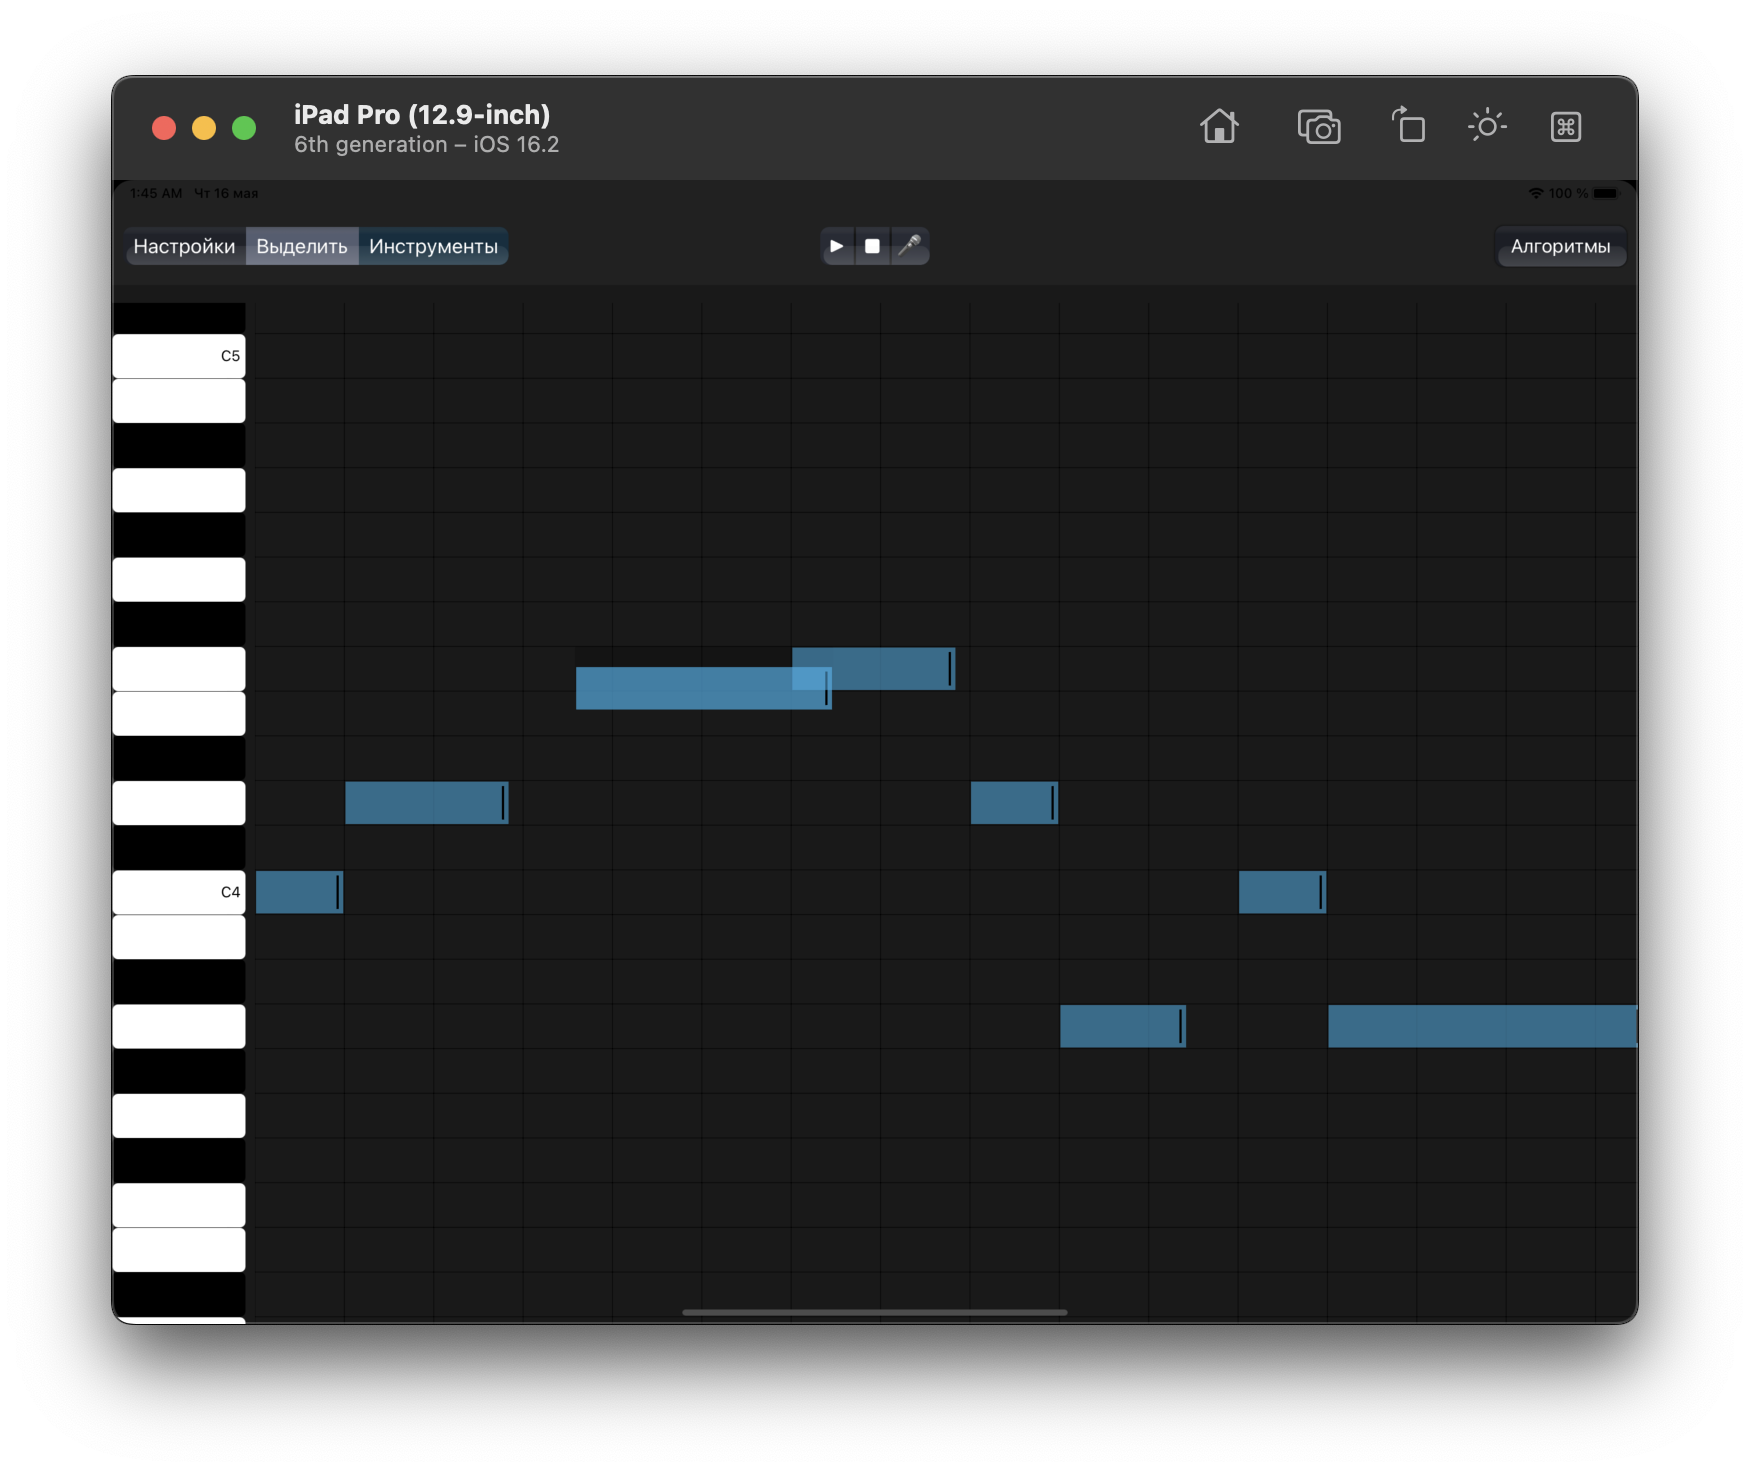 iPad Pro (12.9-inch)
6th generation – iOS 16.2
1:45 AM Чт 16 мая
100 %
Настройки Выделить Инструменты
Алгоритмы
C5
C4